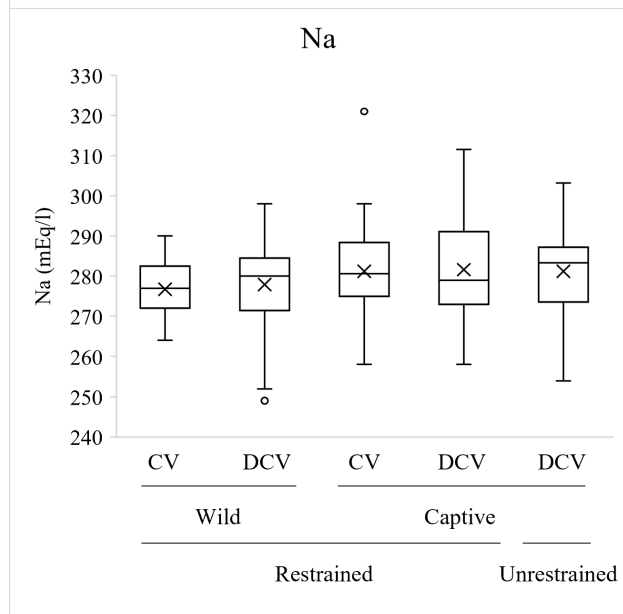 Na
330
320
310
300
290
280
270
260
250
240
Na (mEq/l)
CV DCV CV DCV DCV
Wild Captive
Restrained Unrestrained